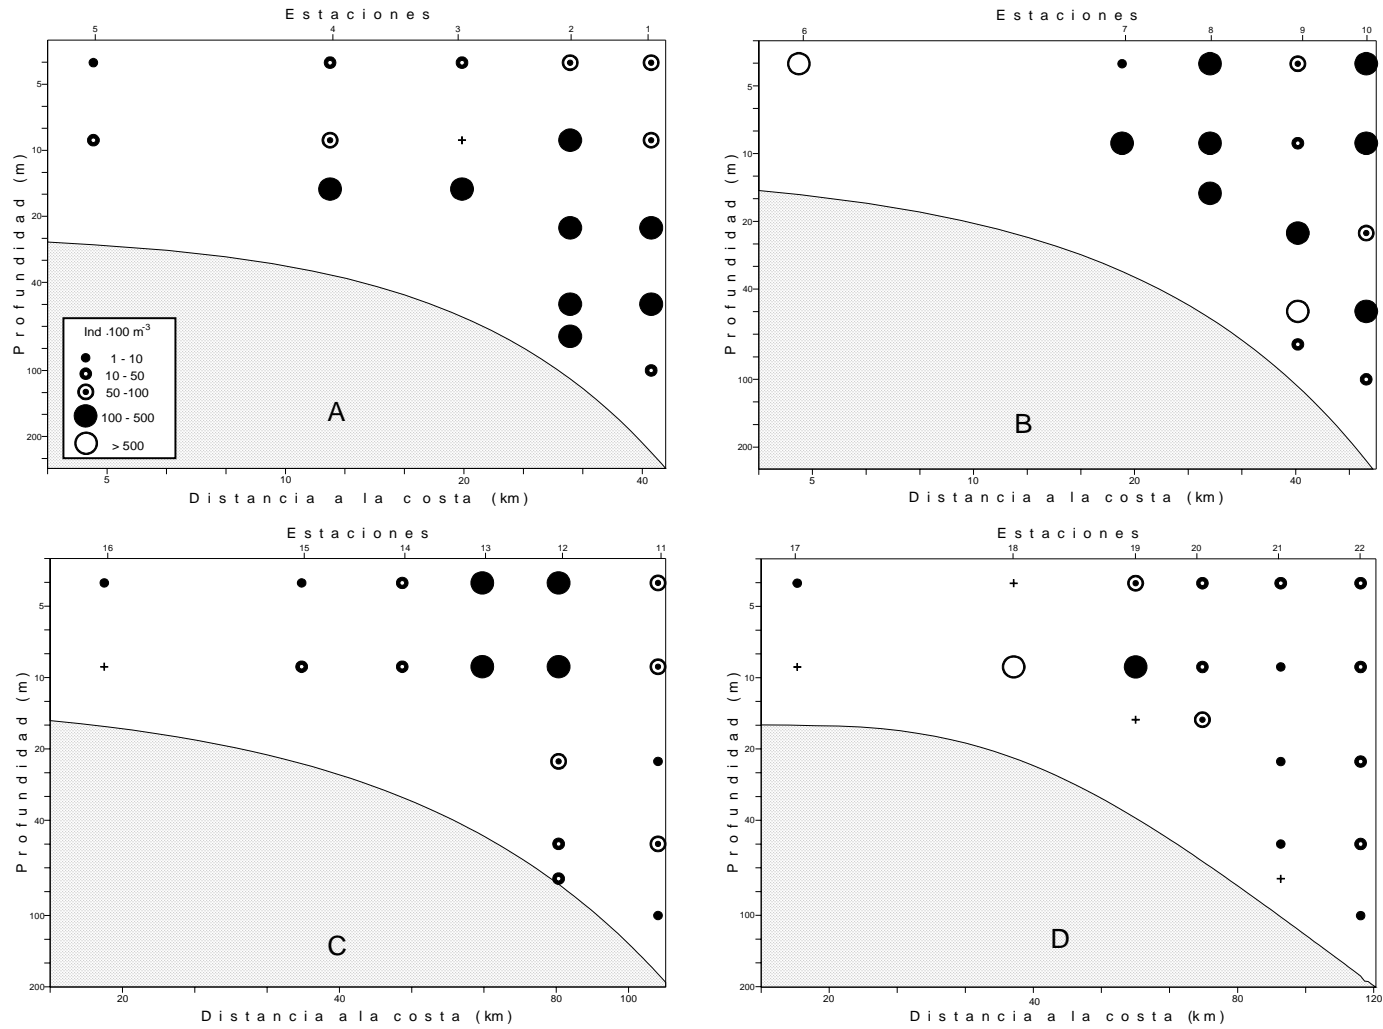 Estaciones
5 4 3 2 1
Profundidad (m)
5
10
20
40
100
200
Ind .100 m-3
1 - 10
10 - 50
50 -100
100 - 500
> 500
A
5 10 20 40
Distancia a la costa (km)
Estaciones
6 7 8 9 10
Profundidad (m)
5
10
20
40
100
200
B
5 10 20 40
Distancia a la costa (km)
Estaciones
16 15 14 13 12 11
Profundidad (m)
5
10
20
40
100
200
C
20 40 80 100
Distancia a la costa (km)
Estaciones
17 18 19 20 21 22
Profundidad (m)
5
10
20
40
100
200
D
20 40 80 120
Distancia a la costa (km)